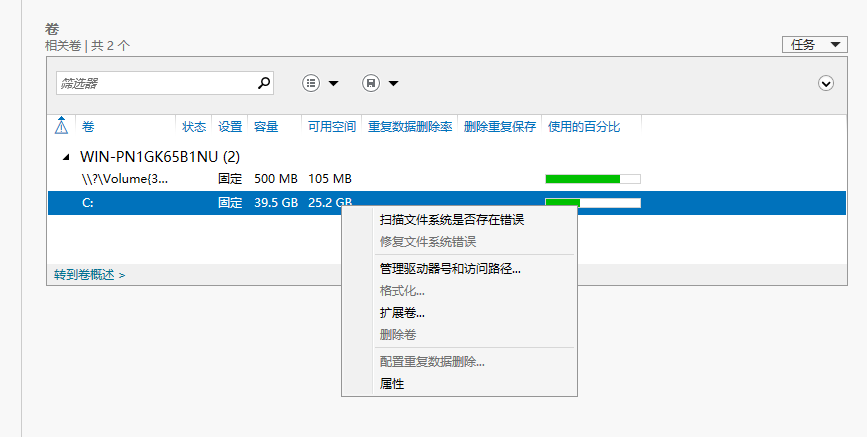 卷
相关卷 | 共 2 个
任务
筛选器
卷 状态 设置 容量 可用空间 重复数据删除率 删除重复保存 使用的百分比
WIN-PN1GK65B1NU (2)
\\?\Volume{3... 固定 500 MB 105 MB
C: 固定 39.5 GB 25.2 GB
扫描文件系统是否存在错误
修复文件系统错误
管理驱动器号和访问路径...
格式化...
扩展卷...
删除卷
配置重复数据删除...
属性
转到卷概述 >